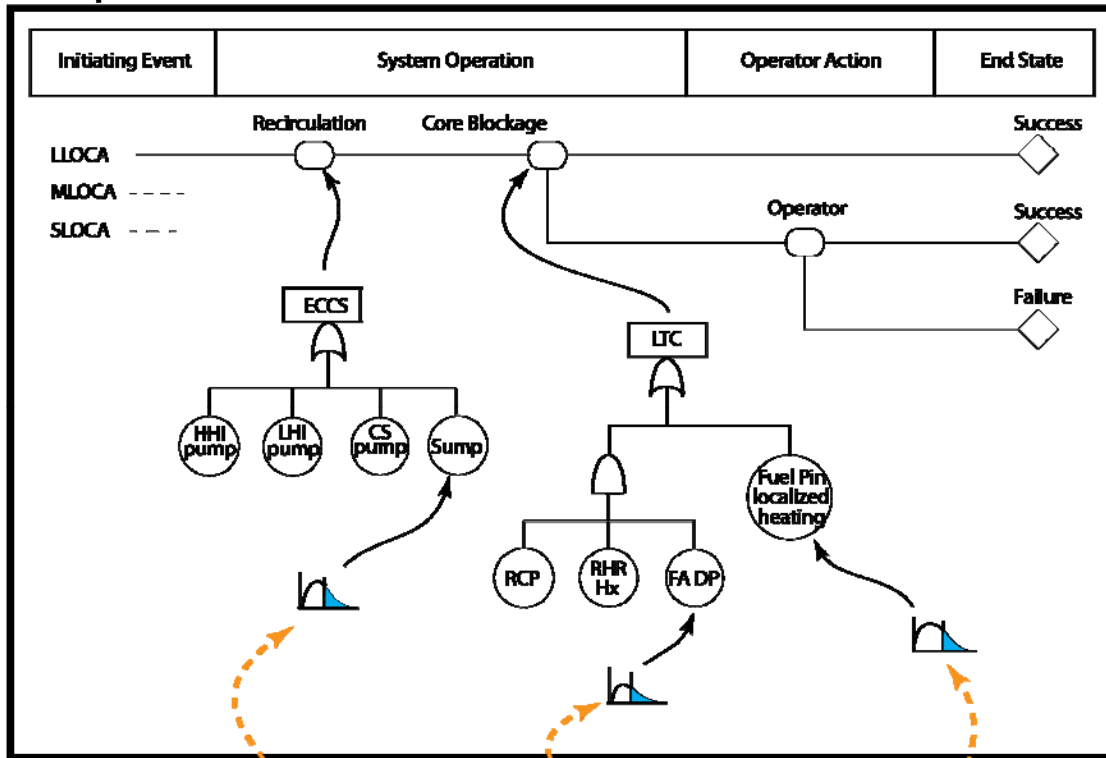 Initiating Event
System Operation
Operator Action
End State
Recirculation
Core Blockage
Success
LLOCA
MLOCA
SLOCA
Operator
Success
Failure
ECCS
LTC
HHI
pump
LHI
pump
CS
pump
Sump
Fuel Pin
localized
heating
RCP
RHR
Hx
FA DP